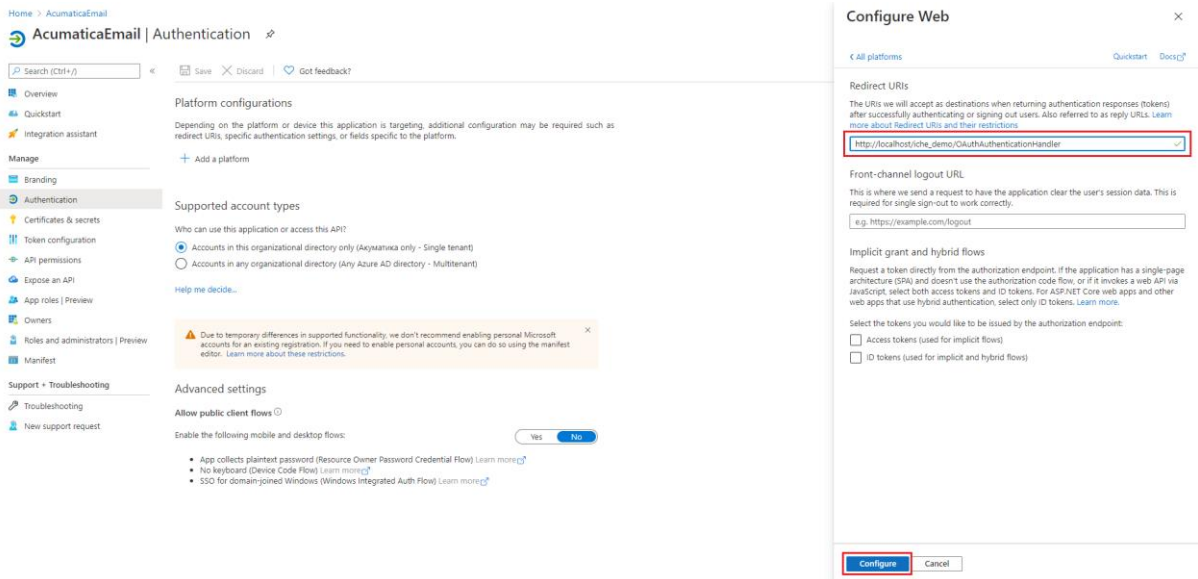 Home > AcumaticaEmail
AcumaticaEmail | Authentication
Search (Ctrl+/)
«
Save
Discard
Got feedback?
Overview
Quickstart
Integration assistant
Manage
Branding
Authentication
Certificates & secrets
Token configuration
API permissions
Expose an API
App roles | Preview
Owners
Roles and administrators | Preview
Manifest
Support + Troubleshooting
Troubleshooting
New support request
Platform configurations
Depending on the platform or device this application is targeting, additional configuration may be required such as
redirect URIs, specific authentication settings, or fields specific to the platform.
+ Add a platform
Supported account types
Who can use this application or access this API?
Accounts in this organizational directory only (Акуматика only - Single tenant)
Accounts in any organizational directory (Any Azure AD directory - Multitenant)
Help me decide...
Due to temporary differences in supported functionality, we don't recommend enabling personal Microsoft
accounts for an existing registration. If you need to enable personal accounts, you can do so using the manifest
editor. Learn more about these restrictions.
Advanced settings
Allow public client flows
Enable the following mobile and desktop flows:
Yes
No
• App collects plaintext password (Resource Owner Password Credential Flow) Learn more
• No keyboard (Device Code Flow) Learn more
• SSO for domain-joined Windows (Windows Integrated Auth Flow) Learn more
Configure Web
< All platforms
Quickstart
Docs
Redirect URIs
The URIs we will accept as destinations when returning authentication responses (tokens)
after successfully authenticating or signing out users. Also referred to as reply URLs. Learn
more about Redirect URIs and their restrictions
http://localhost/iche_demo/OAuthAuthenticationHandler
Front-channel logout URL
This is where we send a request to have the application clear the user's session data. This is
required for single sign-out to work correctly.
e.g. https://example.com/logout
Implicit grant and hybrid flows
Request a token directly from the authorization endpoint. If the application has a single-page
architecture (SPA) and doesn't use the authorization code flow, or if it invokes a web API via
JavaScript, select both access tokens and ID tokens. For ASP.NET Core web apps and other
web apps that use hybrid authentication, select only ID tokens. Learn more.
Select the tokens you would like to be issued by the authorization endpoint:
Access tokens (used for implicit flows)
ID tokens (used for implicit and hybrid flows)
Configure
Cancel